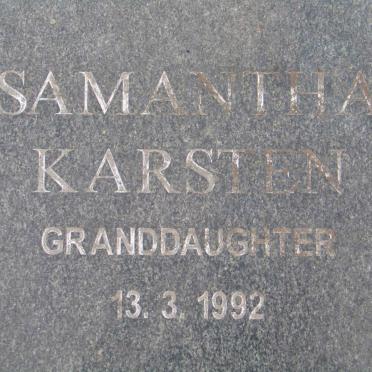 SAMANTHA
KARSTEN
GRANDDAUGHTER
13. 3. 1992